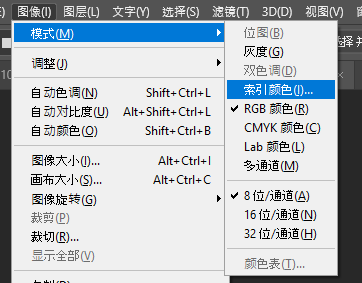 图像(I) 图层(L) 文字(Y) 选择(S) 滤镜(T) 3D(D) 视图(V)
模式(M)
调整(J)
自动色调(N) Shift+Ctrl+L
自动对比度(U) Alt+Shift+Ctrl+L
自动颜色(O) Shift+Ctrl+B
图像大小(I)... Alt+Ctrl+I
画布大小(S)... Alt+Ctrl+C
图像旋转(G)
裁剪(P)
裁切(R)...
显示全部(V)
位图(B)
灰度(G)
双色调(D)
索引颜色(I)...
RGB 颜色(R)
CMYK 颜色(C)
Lab 颜色(L)
多通道(M)
8 位/通道(A)
16 位/通道(N)
32 位/通道(H)
颜色表(T)...
选择并
10